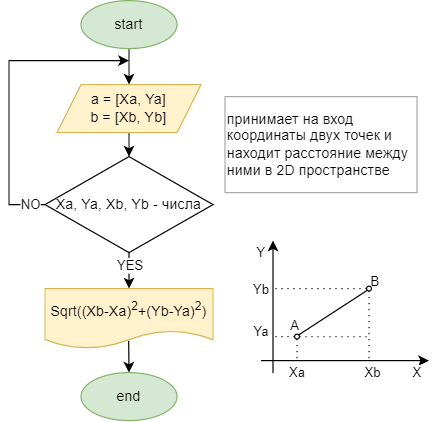 start
a = [Xa, Ya]
b = [Xb, Yb]
принимает на вход
координаты двух точек и
находит расстояние между
ними в 2D пространстве
NO
Xa, Ya, Xb, Yb - числа
YES
Sqrt((Xb-Xa)²+(Yb-Ya)²)
end
Y
Yb
B
Ya
A
Xa
Xb
X